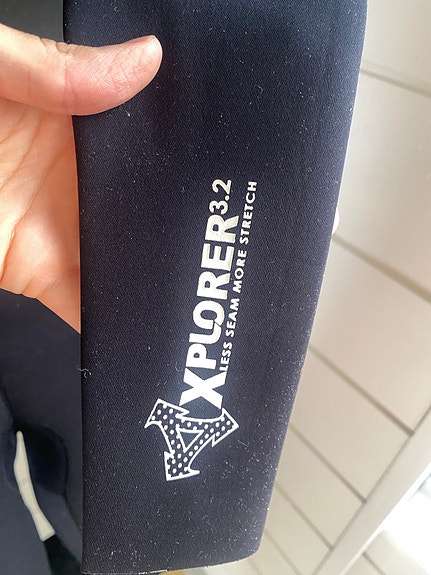 XPLORER3.2
LESS SEAM MORE STRETCH